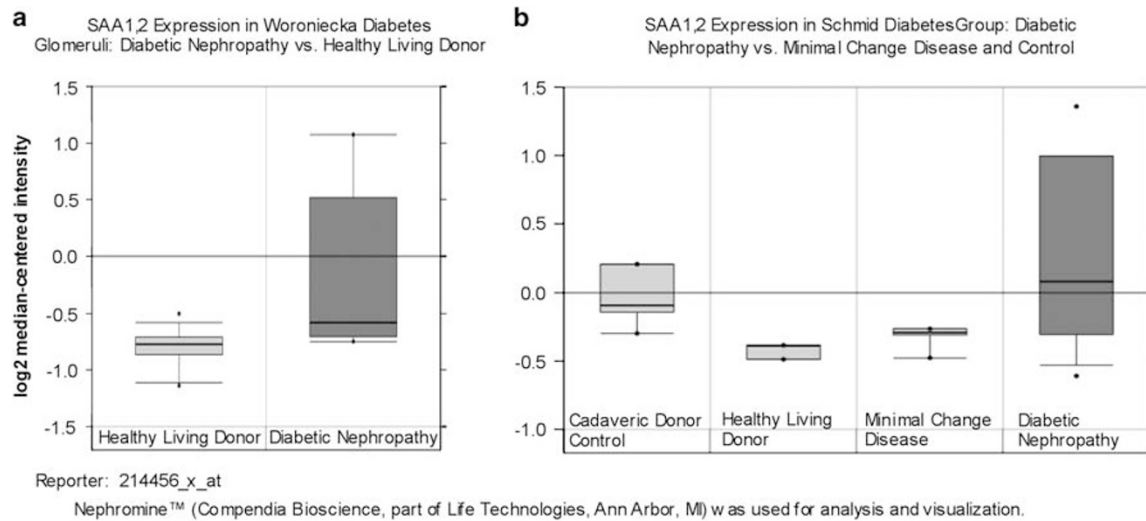 a
SAA1,2 Expression in Woroniecka Diabetes
Glomeruli: Diabetic Nephropathy vs. Healthy Living Donor
log2 median-centered intensity
1.5
1.0
0.5
0.0
-0.5
-1.0
-1.5
Healthy Living Donor
Diabetic Nephropathy
b
SAA1,2 Expression in Schmid DiabetesGroup: Diabetic
Nephropathy vs. Minimal Change Disease and Control
1.5
1.0
0.5
0.0
-0.5
-1.0
Cadaveric Donor
Control
Healthy Living
Donor
Minimal Change
Disease
Diabetic
Nephropathy
Reporter: 214456_x_at
Nephromine™ (Compendia Bioscience, part of Life Technologies, Ann Arbor, MI) was used for analysis and visualization.